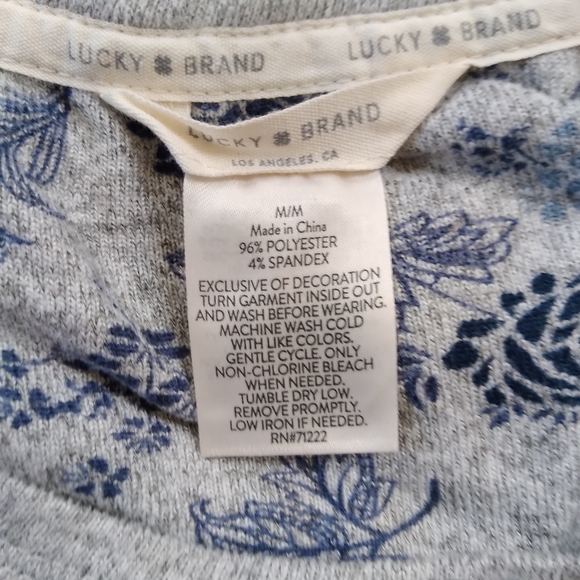 LUCKY BRAND
LUCKY BRAND
LUCKY BRAND
LOS ANGELES, CA
M/M
Made in China
96% POLYESTER
4% SPANDEX
EXCLUSIVE OF DECORATION
TURN GARMENT INSIDE OUT
AND WASH BEFORE WEARING.
MACHINE WASH COLD
WITH LIKE COLORS.
GENTLE CYCLE. ONLY
NON-CHLORINE BLEACH
WHEN NEEDED.
TUMBLE DRY LOW.
REMOVE PROMPTLY.
LOW IRON IF NEEDED.
RN#71222